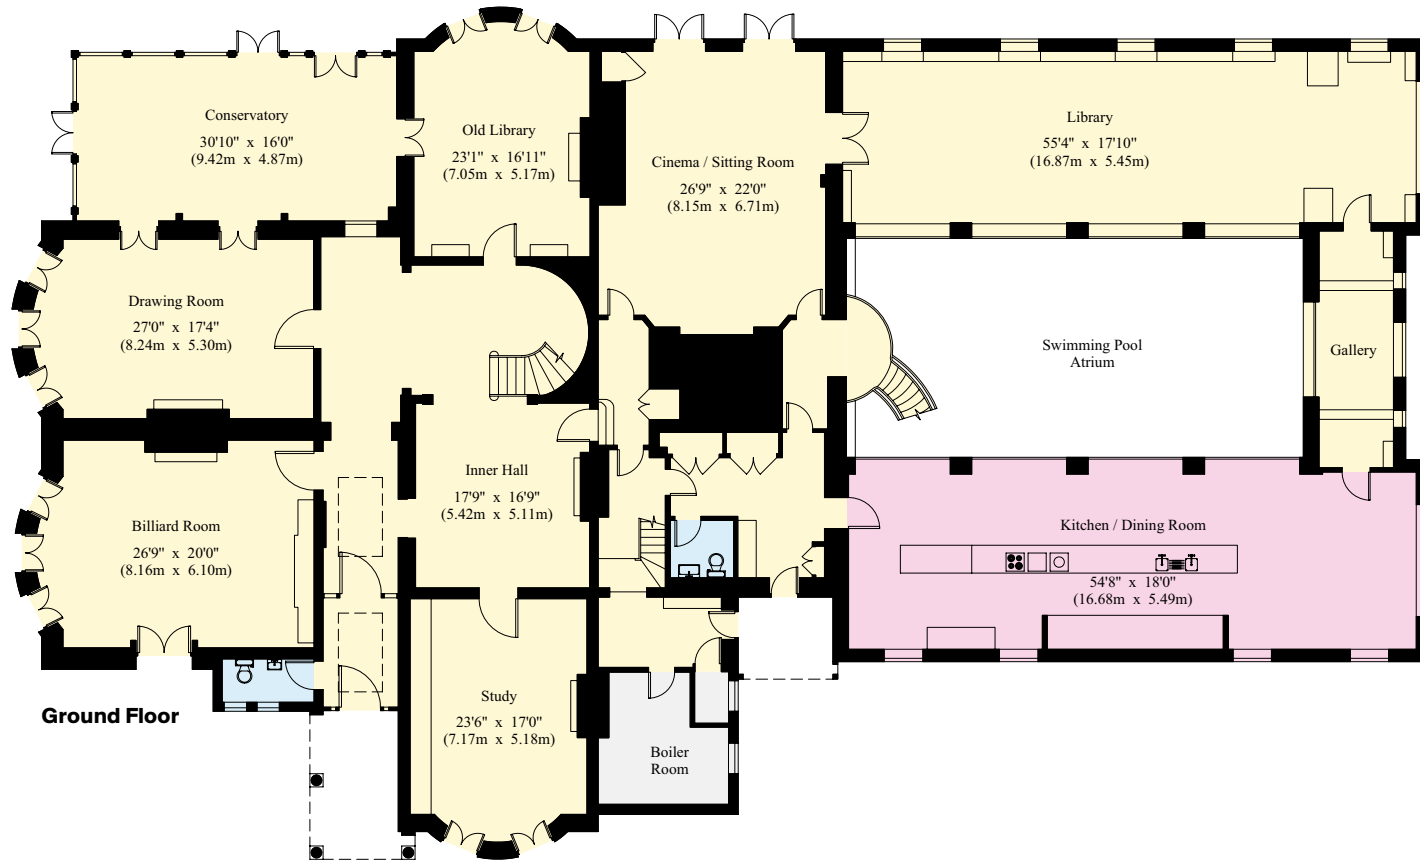 Conservatory
30'10" x 16'0"
(9.42m x 4.87m)
Old Library
23'1" x 16'11"
(7.05m x 5.17m)
Cinema / Sitting Room
26'9" x 22'0"
(8.15m x 6.71m)
Library
55'4" x 17'10"
(16.87m x 5.45m)
Drawing Room
27'0" x 17'4"
(8.24m x 5.30m)
Swimming Pool
Atrium
Gallery
Inner Hall
17'9" x 16'9"
(5.42m x 5.11m)
Billiard Room
26'9" x 20'0"
(8.16m x 6.10m)
Kitchen / Dining Room
54'8" x 18'0"
(16.68m x 5.49m)
Study
23'6" x 17'0"
(7.17m x 5.18m)
Boiler
Room
Ground Floor